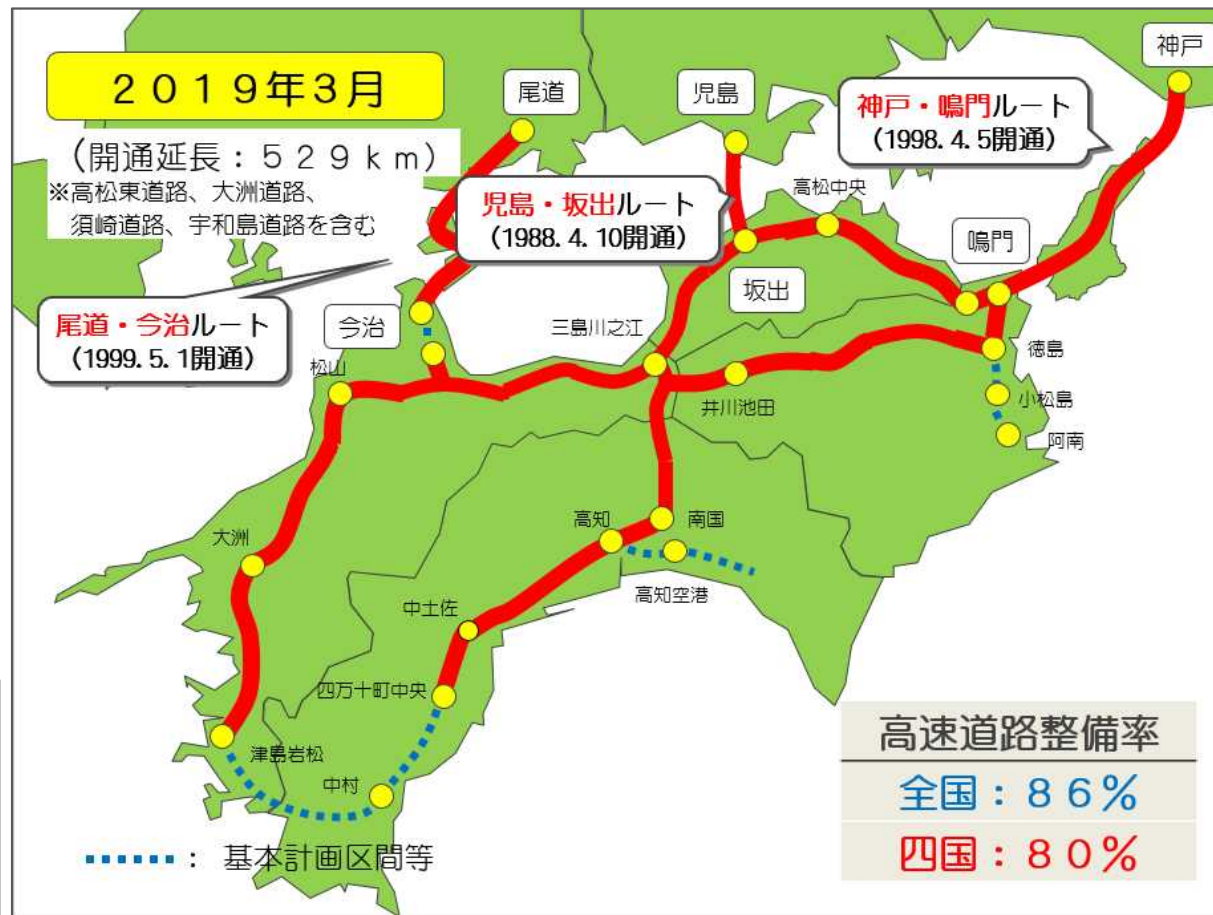 ２０１９年３月
（開通延長：５２９ｋｍ）
※高松東道路、大洲道路、
須崎道路、宇和島道路を含む
尾道
児島
神戸
神戸・鳴門ルート
(1998.4.5開通)
児島・坂出ルート
(1988.4.10開通)
高松中央
鳴門
坂出
尾道・今治ルート
(1999.5.1開通)
今治
三島川之江
松山
徳島
井川池田
小松島
阿南
大洲
高知
南国
高知空港
中土佐
四万十町中央
津島岩松
中村
高速道路整備率
全国：８６％
四国：８０％
：基本計画区間等